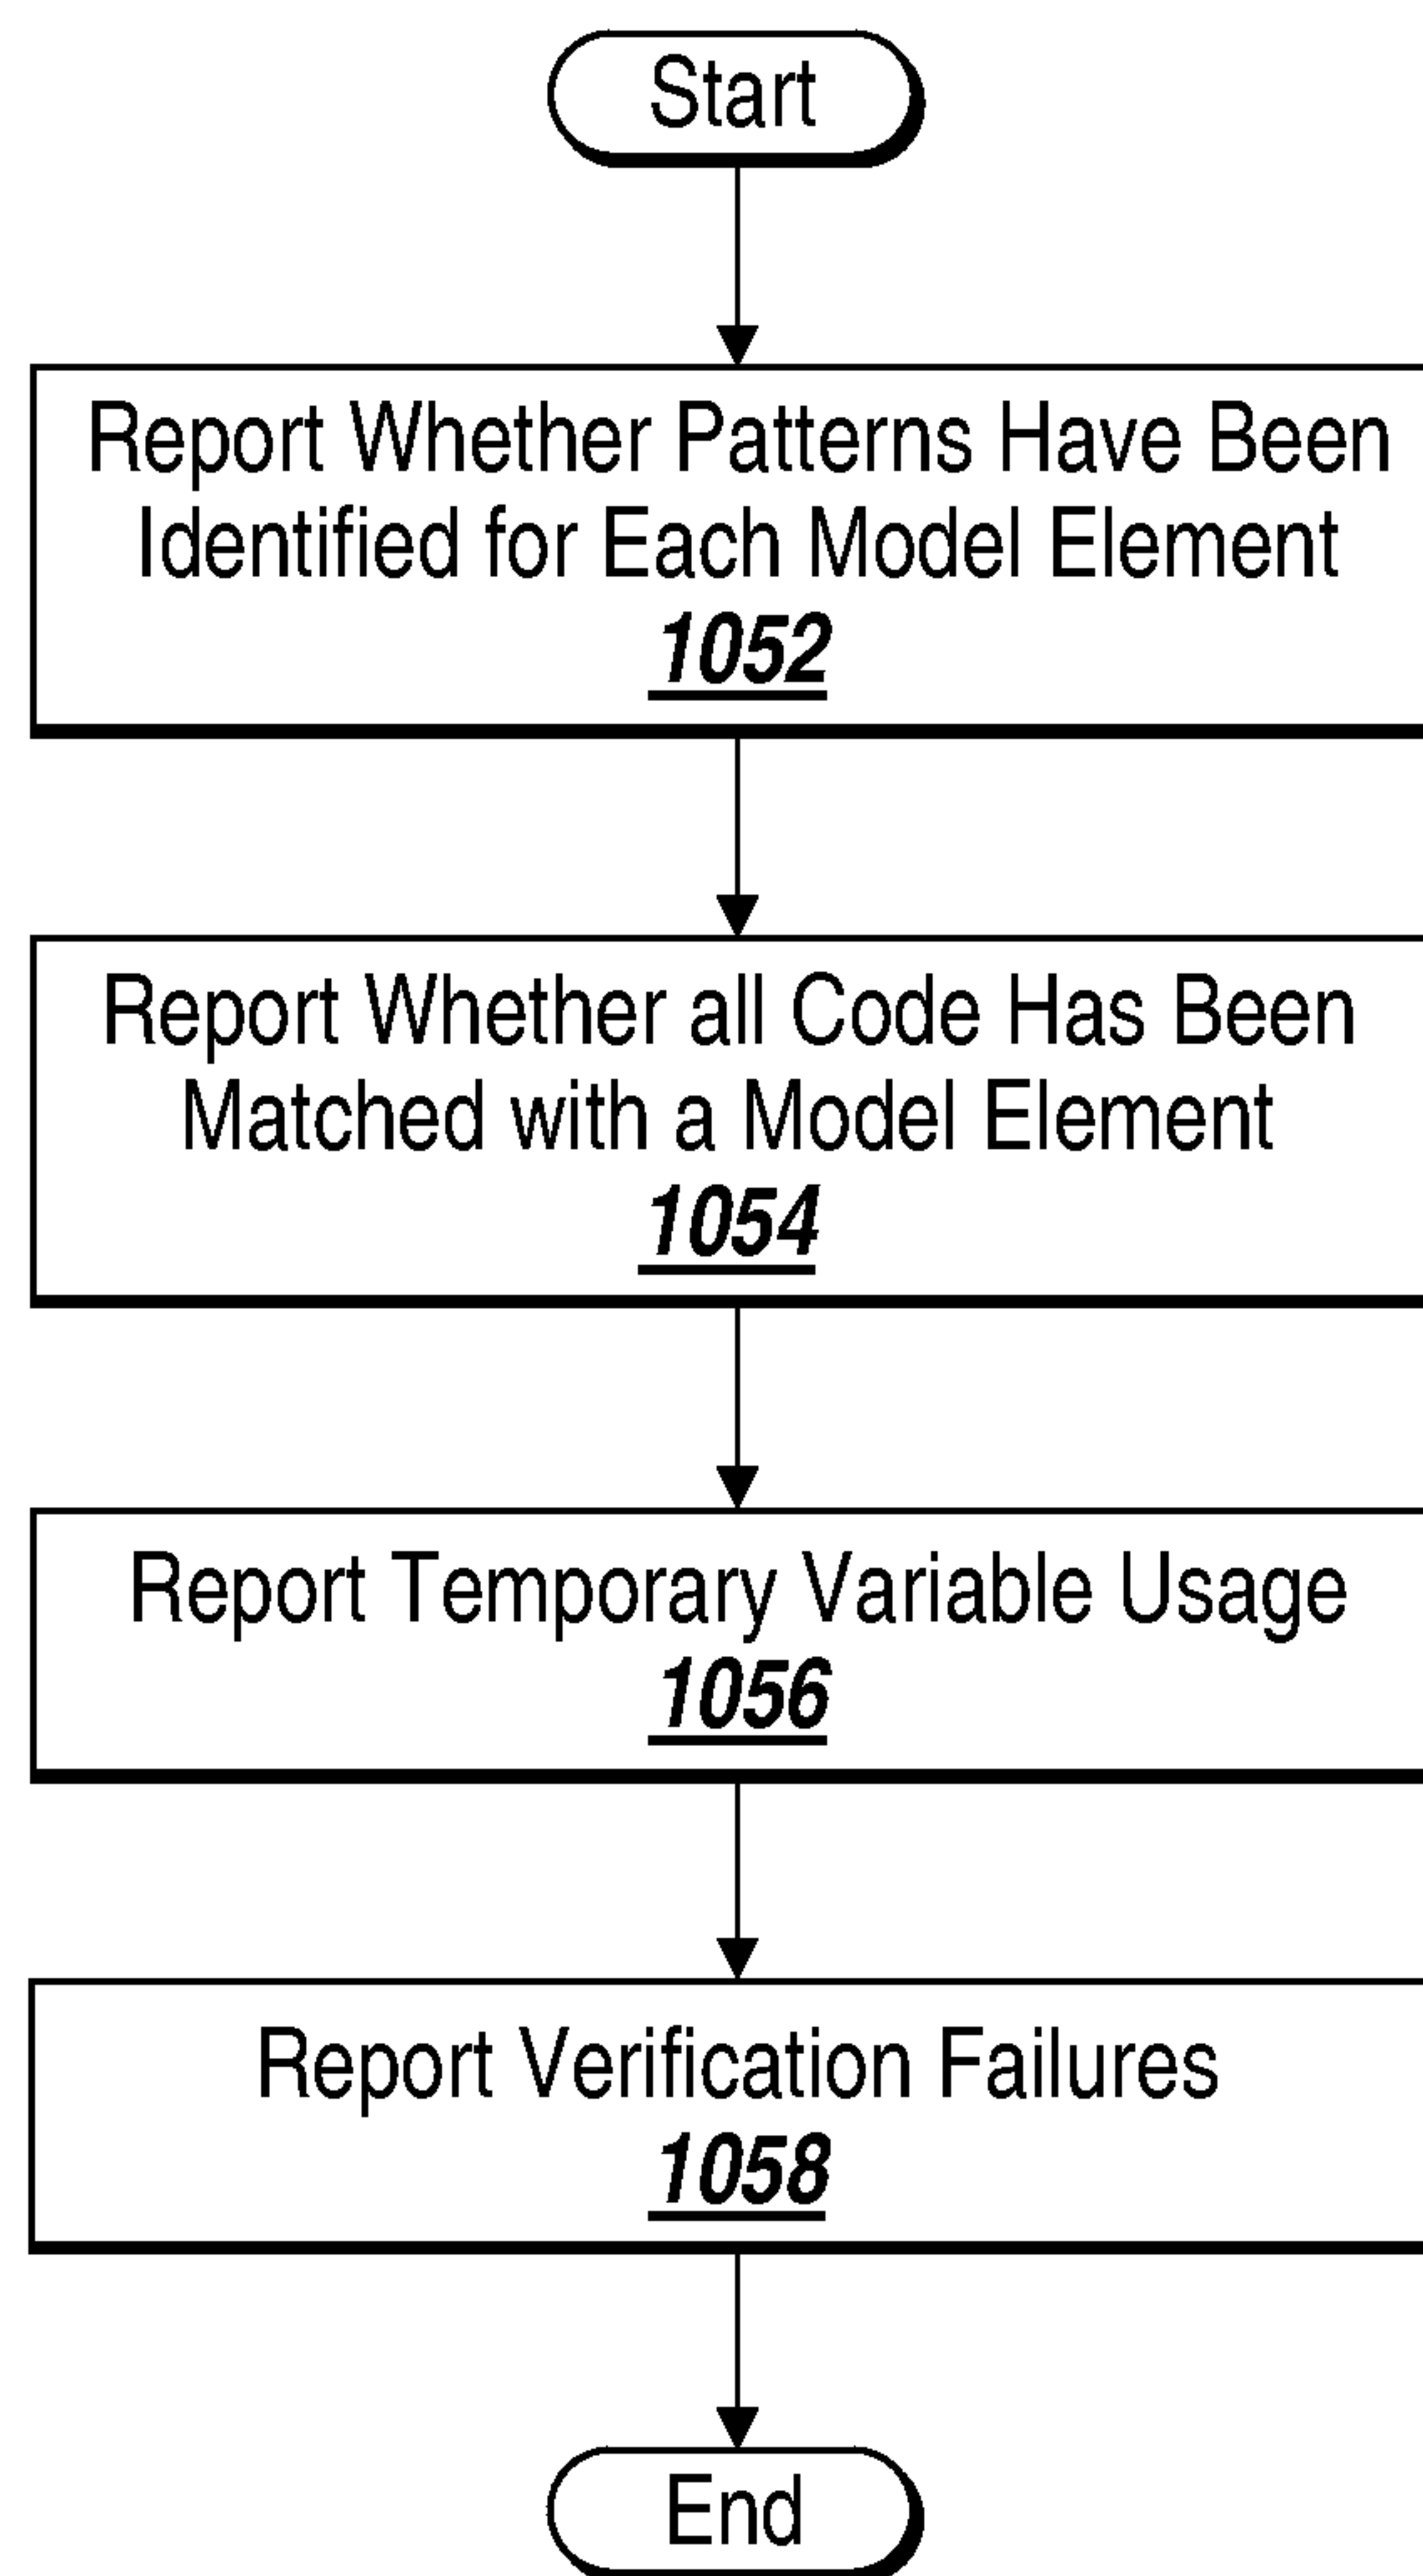 Start
Report Whether Patterns Have Been
Identified for Each Model Element
1052
Report Whether all Code Has Been
Matched with a Model Element
1054
Report Temporary Variable Usage
1056
Report Verification Failures
1058
End